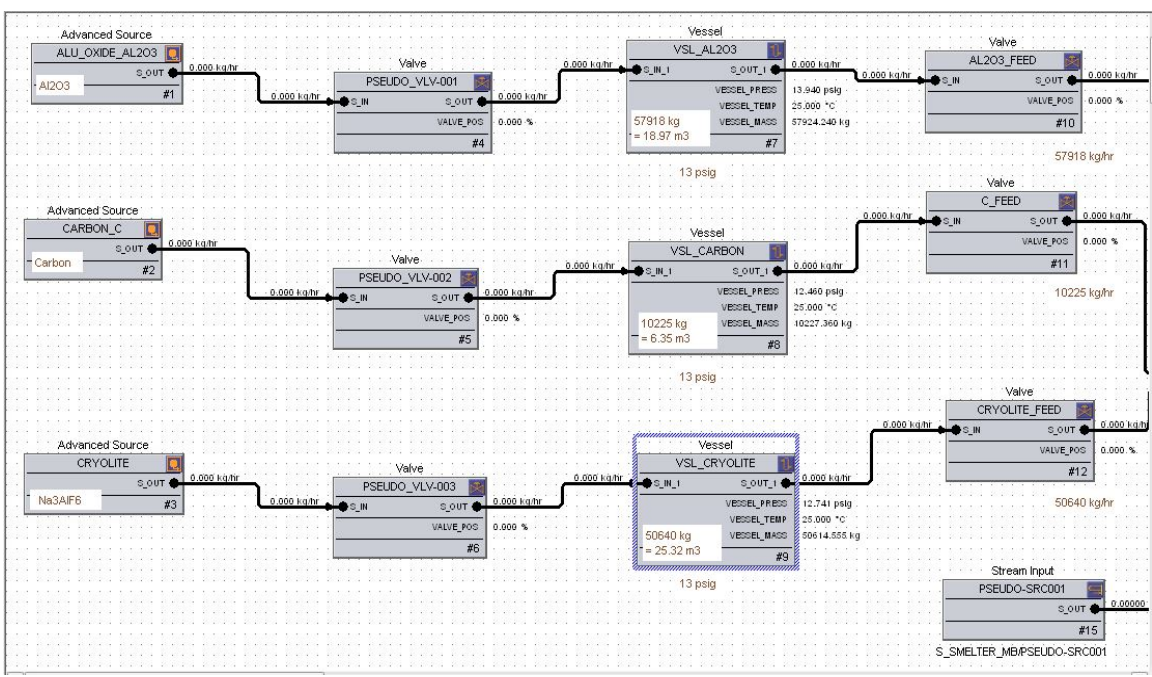 Advanced Source
ALU_OXIDE_AL2O3
S_OUT 0.000 kg/hr
Al2O3
#1
Valve
PSEUDO_VLV-001
0.000 kg/hr S_IN S_OUT 0.000 kg/hr
VALVE_POS 0.000 %
#4
Vessel
VSL_AL2O3
0.000 kg/hr S_IN_1 S_OUT_1 0.000 kg/hr
VESSEL_PRESS 13.940 psig
VESSEL_TEMP 25.000 °C
VESSEL_MASS 57924.240 kg
57918 kg
= 18.97 m3
#7
13 psig
Valve
AL2O3_FEED
0.000 kg/hr S_IN S_OUT 0.000 kg/hr
VALVE_POS 0.000 %
#10
57918 kg/hr
Advanced Source
CARBON_C
S_OUT 0.000 kg/hr
Carbon
#2
Valve
PSEUDO_VLV-002
0.000 kg/hr S_IN S_OUT 0.000 kg/hr
VALVE_POS 0.000 %
#5
Vessel
VSL_CARBON
0.000 kg/hr S_IN_1 S_OUT_1 0.000 kg/hr
VESSEL_PRESS 12.460 psig
VESSEL_TEMP 25.000 °C
VESSEL_MASS 10227.360 kg
10225 kg
= 6.35 m3
#8
13 psig
Valve
C_FEED
0.000 kg/hr S_IN S_OUT 0.000 kg/hr
VALVE_POS 0.000 %
#11
10225 kg/hr
Advanced Source
CRYOLITE
S_OUT 0.000 kg/hr
Na3AlF6
#3
Valve
PSEUDO_VLV-003
0.000 kg/hr S_IN S_OUT 0.000 kg/hr
VALVE_POS 0.000 %
#6
Vessel
VSL_CRYOLITE
0.000 kg/hr S_IN_1 S_OUT_1 0.000 kg/hr
VESSEL_PRESS 12.741 psig
VESSEL_TEMP 25.000 °C
VESSEL_MASS 50614.555 kg
50640 kg
= 25.32 m3
#9
13 psig
Valve
CRYOLITE_FEED
0.000 kg/hr S_IN S_OUT 0.000 kg/h
VALVE_POS 0.000 %
#12
50640 kg/hr
Stream Input
PSEUDO-SRC001
S_OUT 0.00000
#15
S_SMELTER_MB/PSEUDO-SRC001